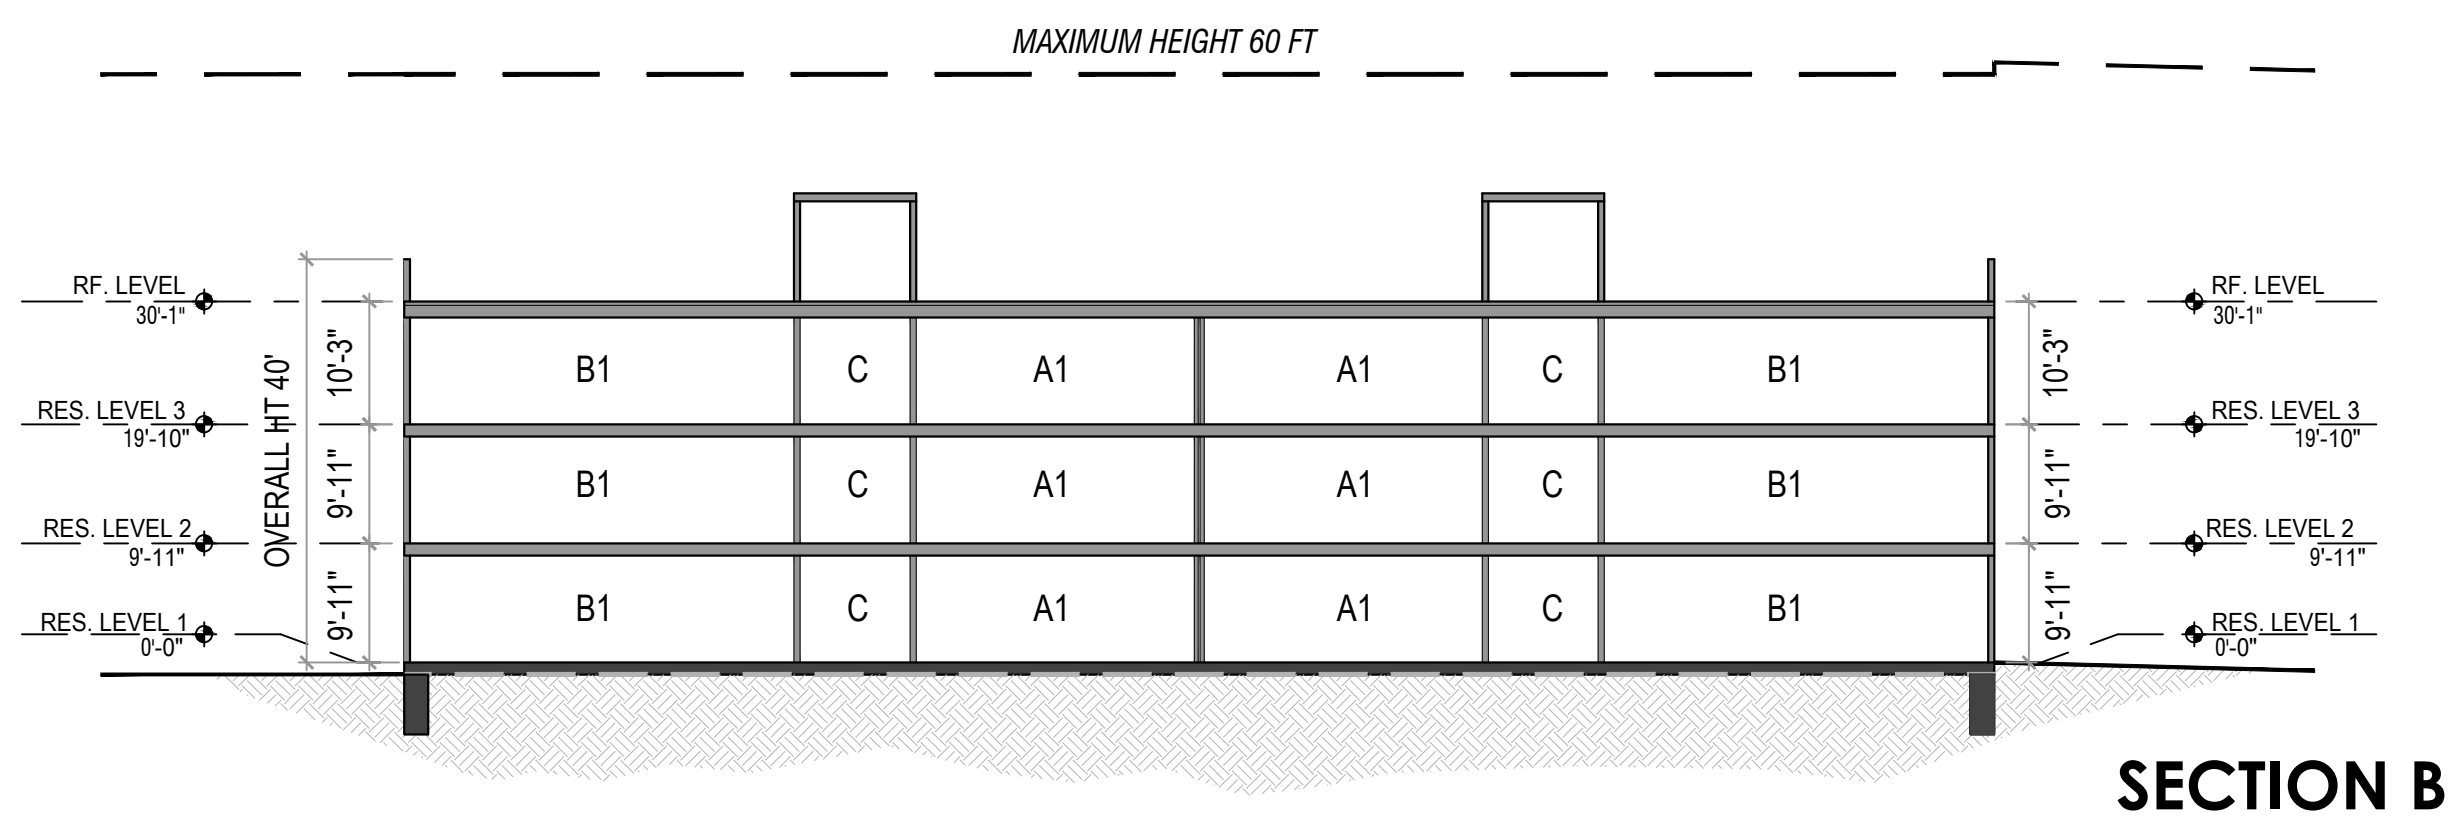 MAXIMUM HEIGHT 60 FT
RF. LEVEL
30'-1"
RES. LEVEL 3
19'-10"
RES. LEVEL 2
9'-11"
RES. LEVEL 1
0'-0"
OVERALL HT 40'
10'-3"
9'-11"
9'-11"
B1 C A1 A1 C B1
B1 C A1 A1 C B1
B1 C A1 A1 C B1
10'-3"
9'-11"
9'-11"
RF. LEVEL
30'-1"
RES. LEVEL 3
19'-10"
RES. LEVEL 2
9'-11"
RES. LEVEL 1
0'-0"
SECTION B